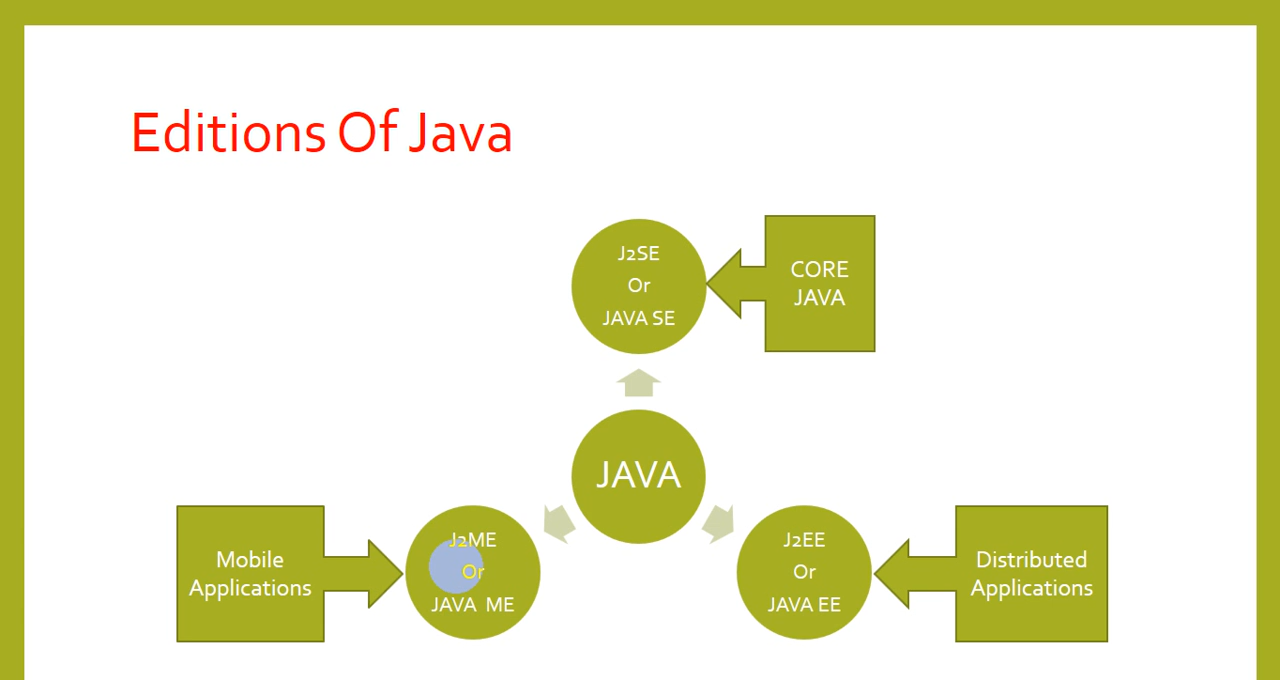 Editions Of Java
J2SE
Or
JAVA SE
CORE
JAVA
JAVA
Mobile
Applications
J2ME
Or
JAVA ME
J2EE
Or
JAVA EE
Distributed
Applications